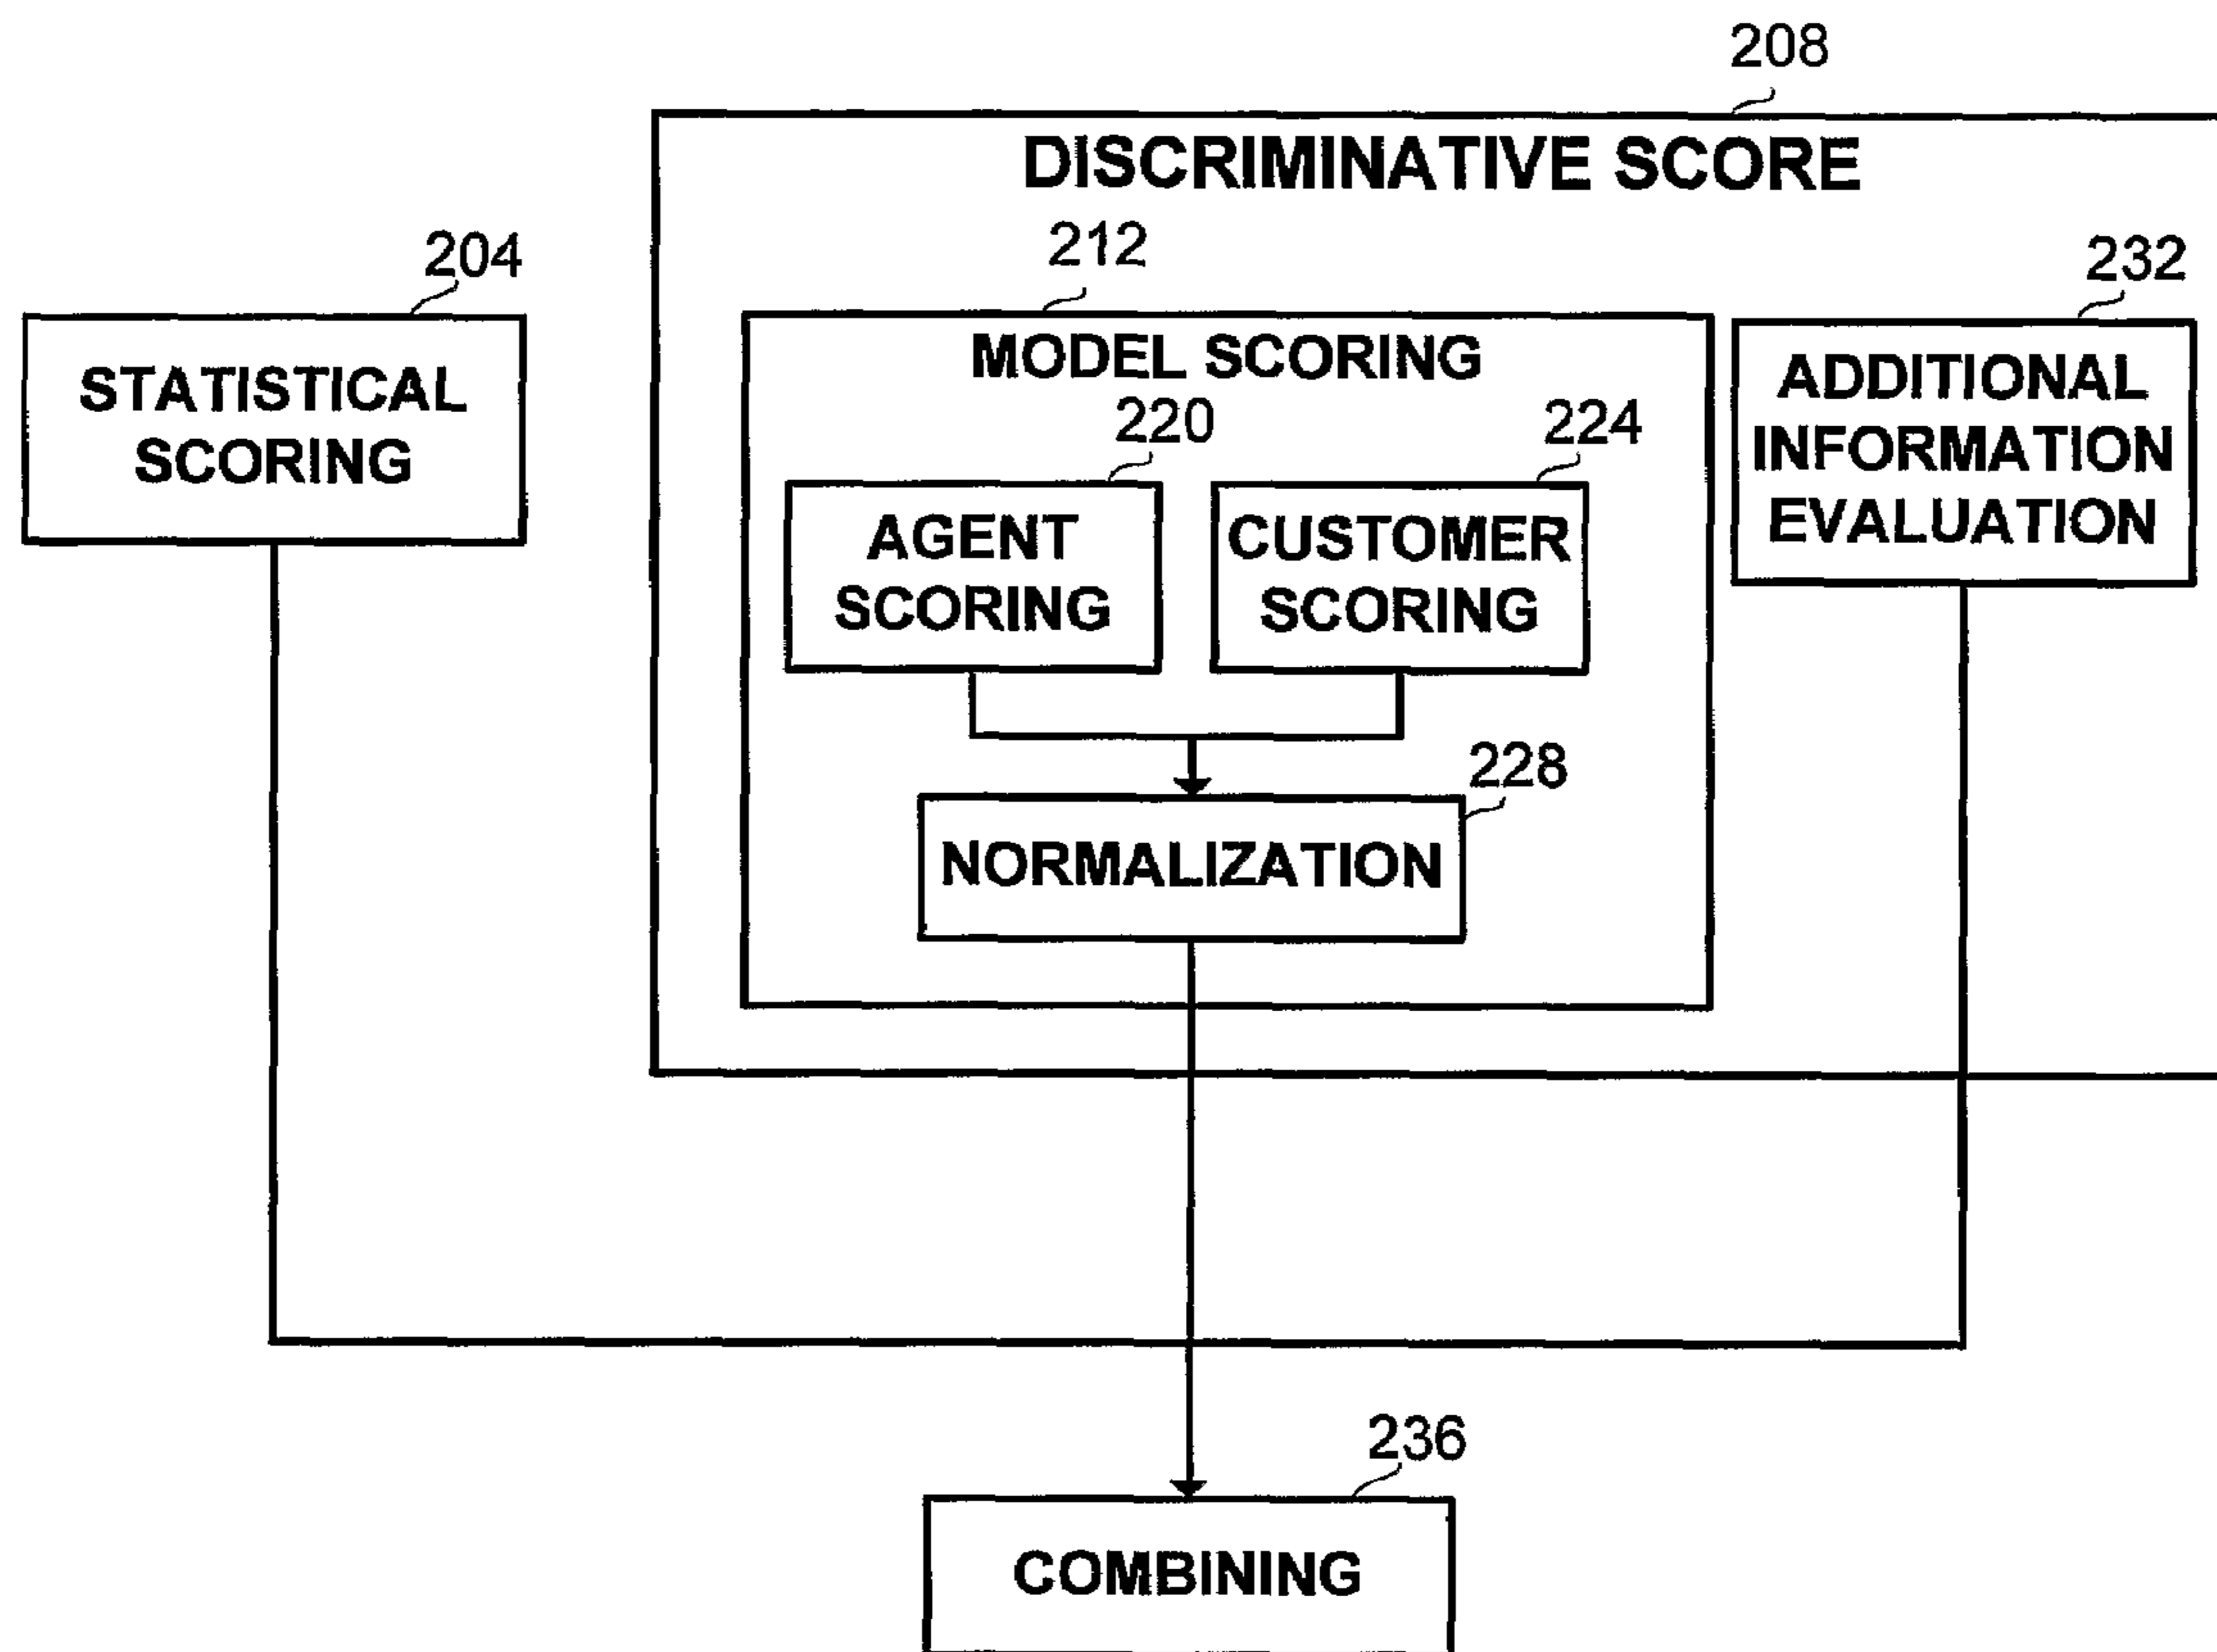 208
DISCRIMINATIVE SCORE
204
212
232
STATISTICAL
SCORING
MODEL SCORING
ADDITIONAL
INFORMATION
EVALUATION
220
224
AGENT
SCORING
CUSTOMER
SCORING
228
NORMALIZATION
236
COMBINING